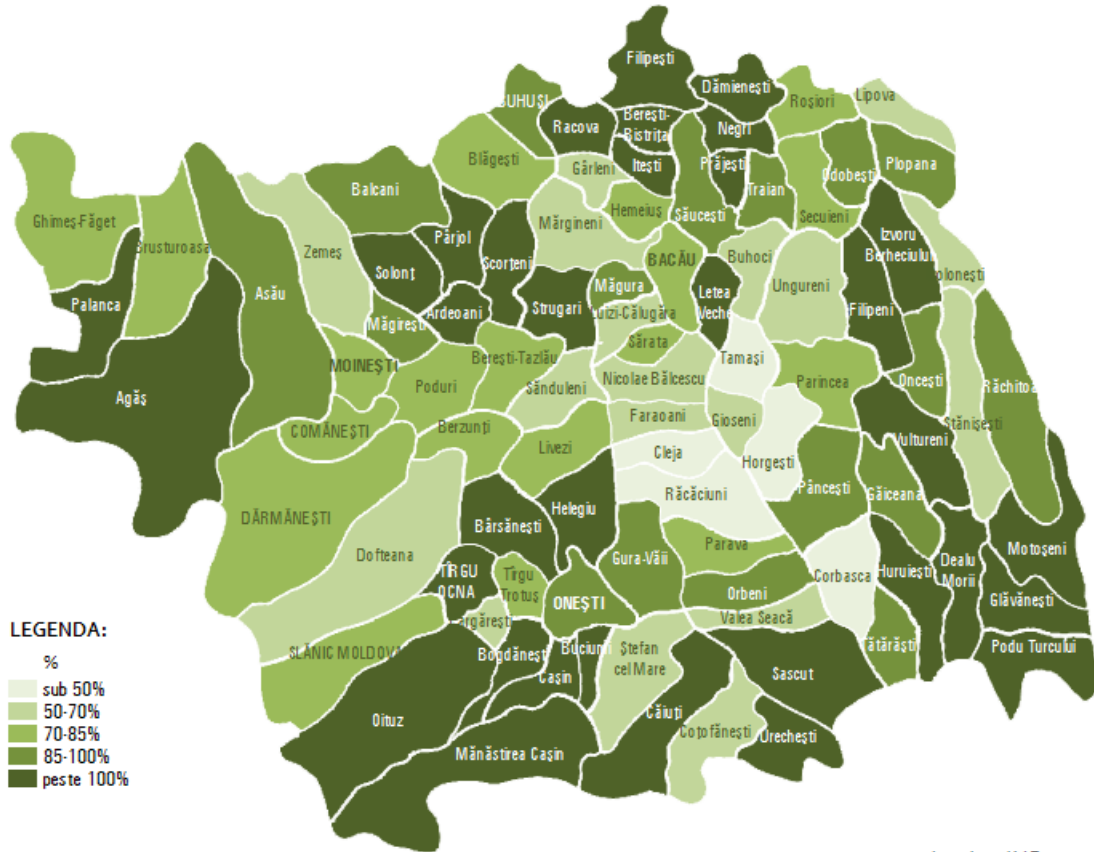 Filipești
Dămienești
BUHUȘI
Roșiori
Lipova
Racova
Berești-
Bistrița
Negri
Blăgești
Gârleni
Itești
Prăjești
Odobești
Plopana
Balcani
Traian
Ghimeș-Făget
Hemeiuș
Săucești
Secuieni
Brusturoasa
Zemeș
Pârjol
Mărgineni
Izvoru
Berheciului
Solonț
Scorțeni
BACĂU
Buhoci
Palanca
Asău
Măgura
Letea
Veche
Ungureni
Ardeoani
Strugari
Filipeni
Măgirești
Luizi-Călugăra
Sărata
Tamași
MOINEȘTI
Berești-Tazlău
Nicolae Bălcescu
Parincea
Oncești
Agăș
Poduri
Sănduleni
Faraoani
Gioseni
Stănișești
COMĂNEȘTI
Berzunți
Livezi
Cleja
Horgești
Vultureni
Răcăciuni
Pâncești
Găiceana
DĂRMĂNEȘTI
Bârsănești
Helegiu
Dofteana
Gura-Văii
Parava
Motoșeni
TÎRGU
OCNA
Tîrgu
Trotuș
Corbasca
Huruiești
Dealu
Morii
ONEȘTI
Orbeni
Glăvănești
Valea Seacă
SLĂNIC MOLDOVA
Bogdănești
Buciumi
Ștefan
cel Mare
Podu Turcului
Cașin
Sascut
Oituz
Căiuți
Coțofănești
Urechești
Mănăstirea Cașin
LEGENDA:
%
sub 50%
50-70%
70-85%
85-100%
peste 100%